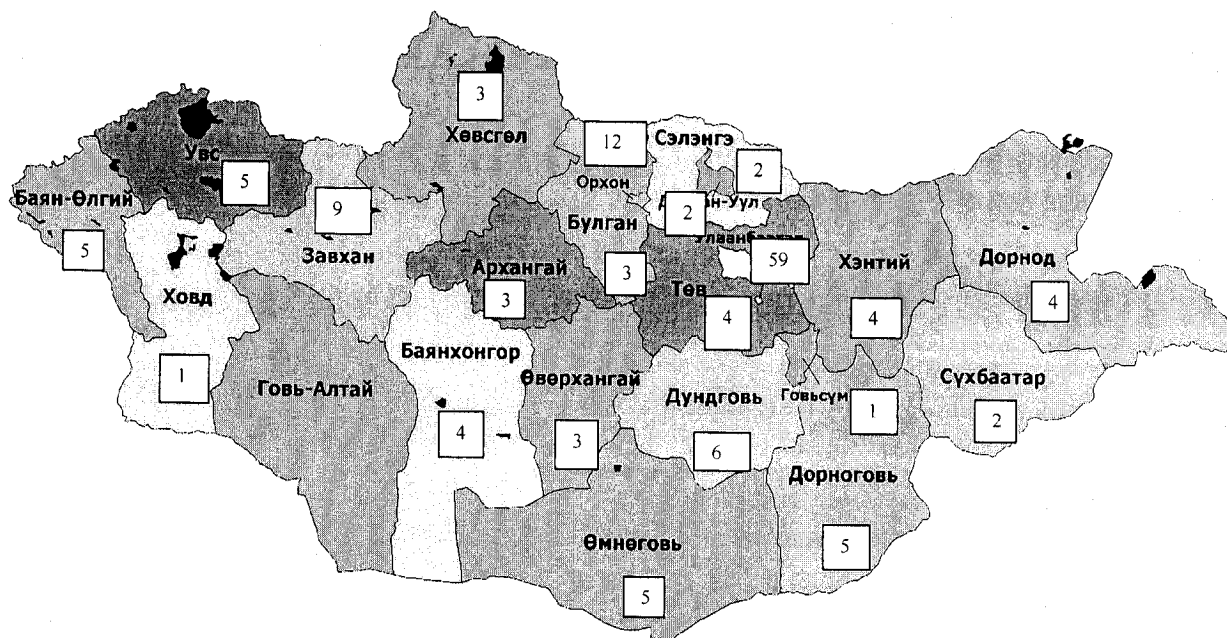 3
Хөвсгөл
12
Сэлэнгэ
2
Увс
5
Орхон
Баян-Өлгий
9
2
Булган
Завхан
5
59
Хэнтий
Дорнод
Архангай
3
3
Төв
4
4
4
Ховд
Баянхонгор
1
Говь-Алтай
Өвөрхангай
Дундговь
Говьсүм
1
Сүхбаатар
2
4
3
6
Дорноговь
5
Өмнөговь
5